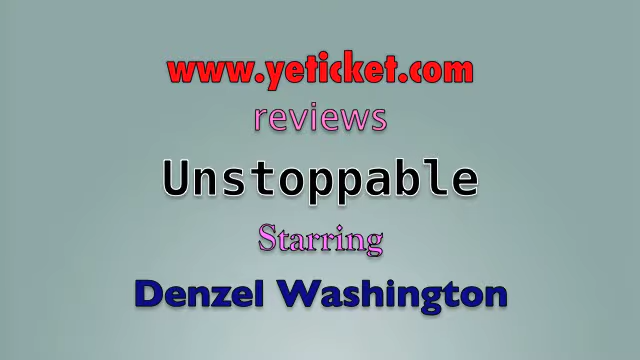 www.yeticket.com
reviews
Unstoppable
Starring
Denzel Washington